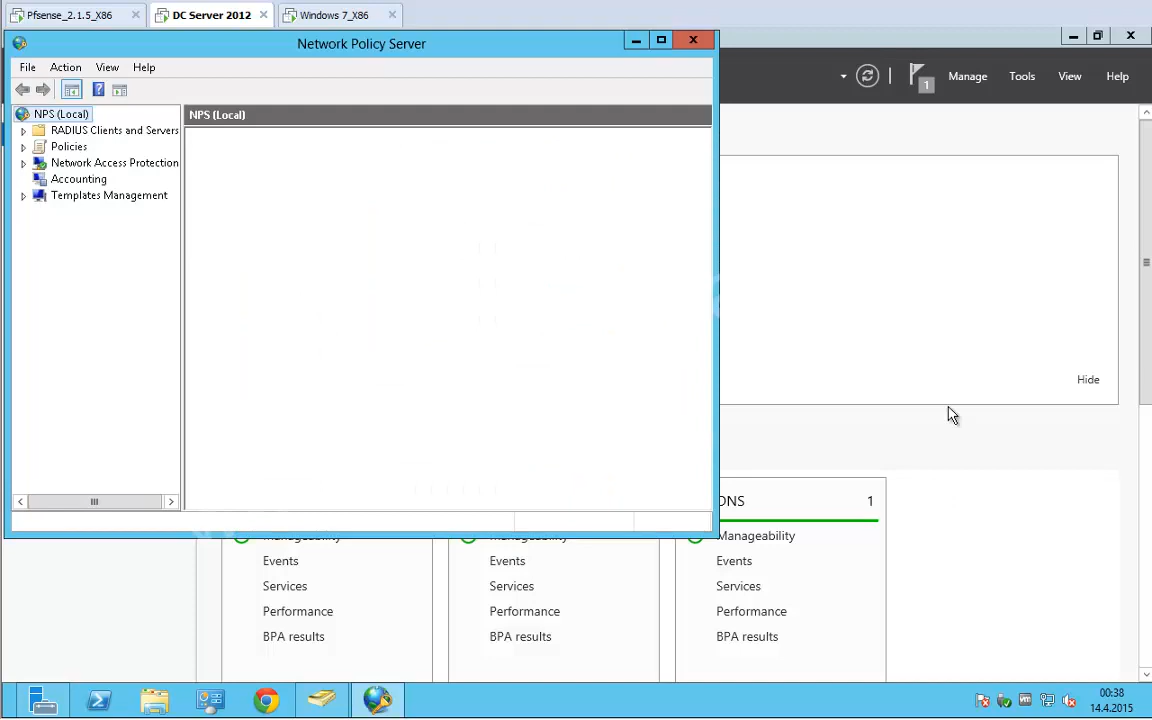 Pfsense_2.1.5_X86
DC Server 2012
Windows 7_X86
Network Policy Server
File Action View Help
Manage Tools View Help
1
NPS (Local)
RADIUS Clients and Servers
Policies
Network Access Protection
Accounting
Templates Management
NPS (Local)
Hide
DNS 1
Manageability Manageability Manageability
Events Events Events
Services Services Services
Performance Performance Performance
BPA results BPA results BPA results
00:38
14.4.2015